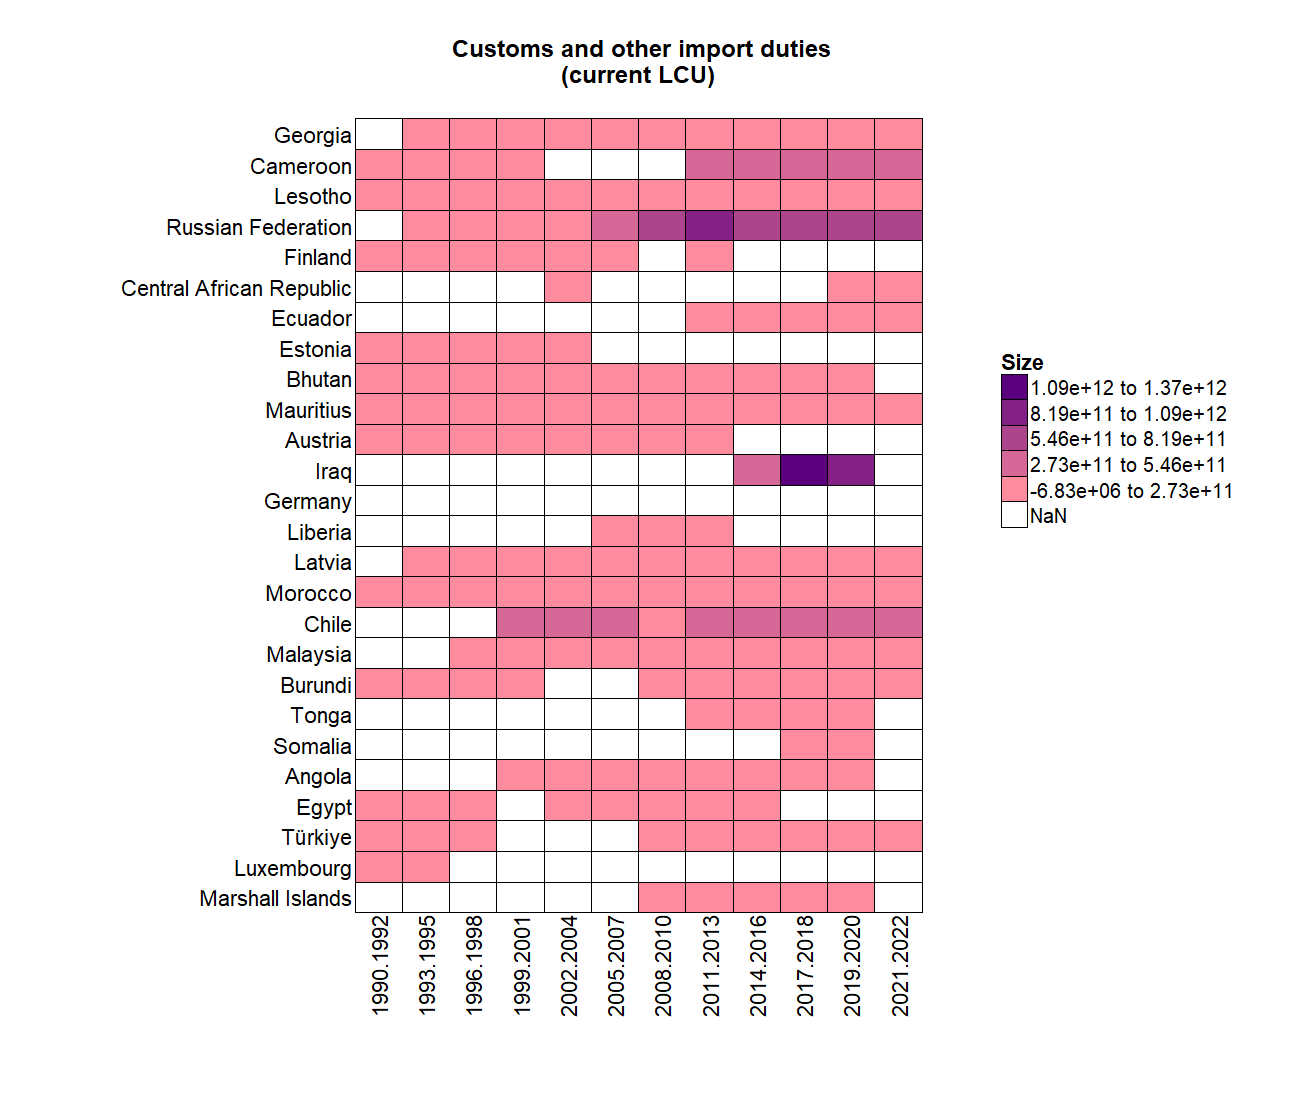 Customs and other import duties
(current LCU)
Georgia
Cameroon
Lesotho
Russian Federation
Finland
Central African Republic
Ecuador
Estonia
Bhutan
Mauritius
Austria
Iraq
Germany
Liberia
Latvia
Morocco
Chile
Malaysia
Burundi
Tonga
Somalia
Angola
Egypt
Türkiye
Luxembourg
Marshall Islands
1990.1992
1993.1995
1996.1998
1999.2001
2002.2004
2005.2007
2008.2010
2011.2013
2014.2016
2017.2018
2019.2020
2021.2022
Size
1.09e+12 to 1.37e+12
8.19e+11 to 1.09e+12
5.46e+11 to 8.19e+11
2.73e+11 to 5.46e+11
-6.83e+06 to 2.73e+11
NaN